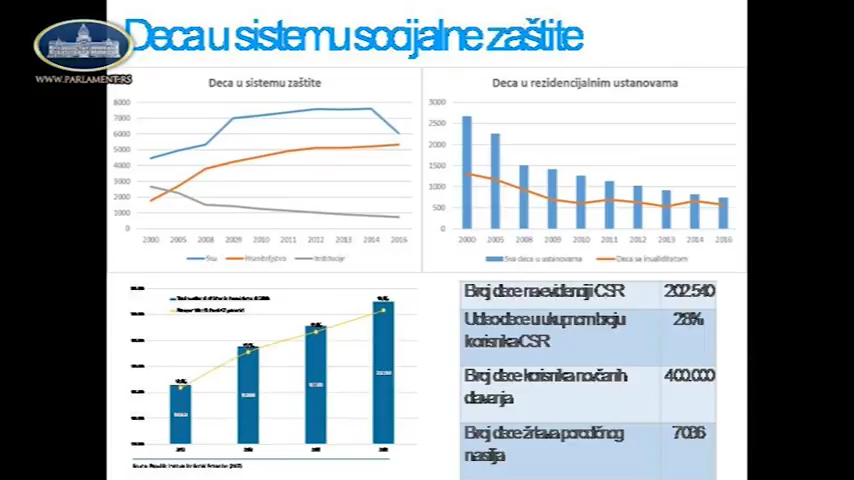 Deca u sistemu socijalne zaštite
WWW.PARLAMENT.RS
Deca u sistemu zaštite
8000
7000
6000
5000
4000
3000
2000
1000
0
2000 2005 2008 2009 2010 2011 2012 2013 2014 2016
Sva Hraniteljstvo Institucije
Deca u rezidencijalnim ustanovama
3000
2500
2000
1500
1000
500
0
2000 2005 2008 2009 2010 2011 2012 2013 2014 2016
Sva deca u ustanovama Deca sa invaliditetom
Broj dece na evidenciji CSR 202.540
Udeo dece u ukupnom broju 28%
korisnika CSR
Broj dece korisnika novčanih 400.000
davanja
Broj dece žrtava porodičnog 7036
nasilja